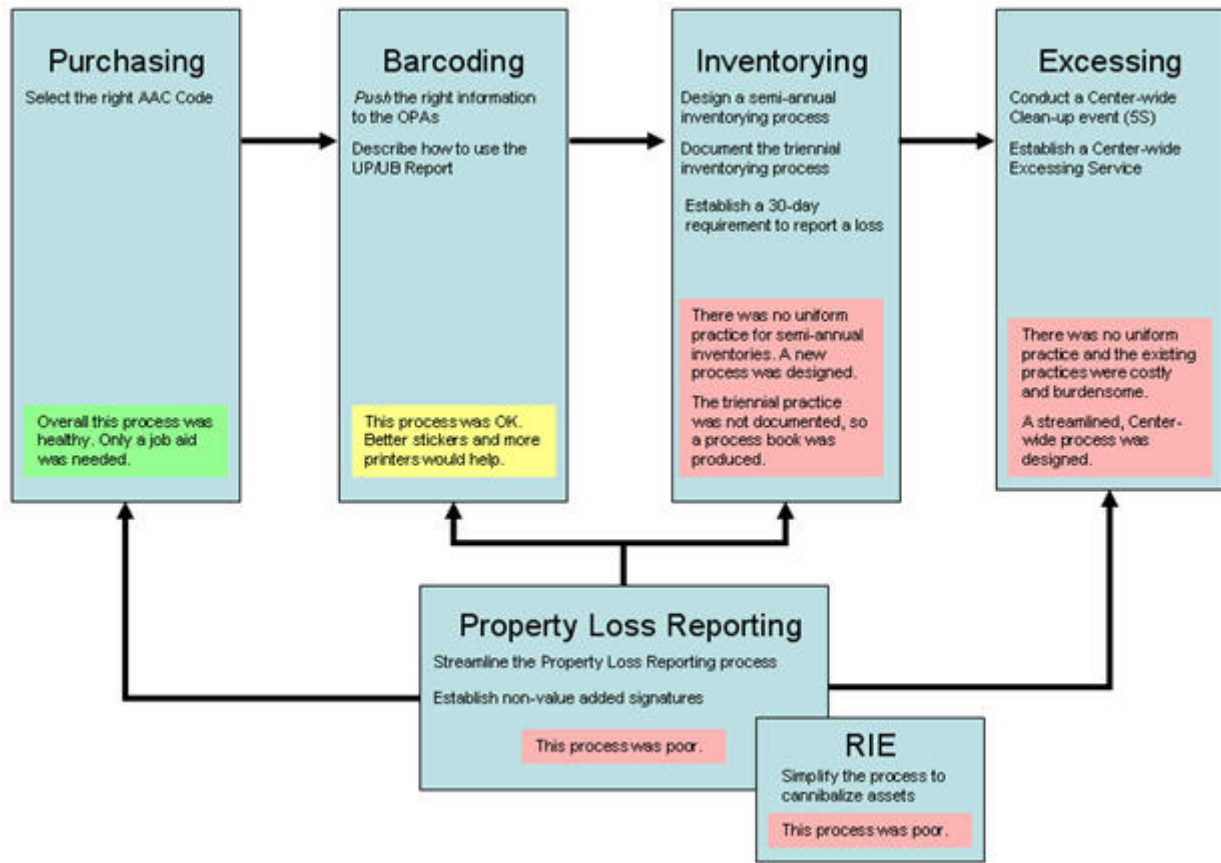 Purchasing
Select the right AAC Code
Overall this process was
healthy. Only a job aid
was needed.
Barcoding
Push the right information
to the OPAs
Describe how to use the
UP/UB Report
This process was OK.
Better stickers and more
printers would help.
Inventorying
Design a semi-annual
inventorying process
Document the triennial
inventorying process
Establish a 30-day
requirement to report a loss
There was no uniform
practice for semi-annual
inventories. A new
process was designed.
The triennial practice
was not documented, so
a process book was
produced.
Excessing
Conduct a Center-wide
Clean-up event (5S)
Establish a Center-wide
Excessing Service
There was no uniform
practice and the existing
practices were costly
and burdensome.
A streamlined, Center-
wide process was
designed.
Property Loss Reporting
Streamline the Property Loss Reporting process
Establish non-value added signatures
This process was poor.
RIE
Simplify the process to
cannibalize assets
This process was poor.